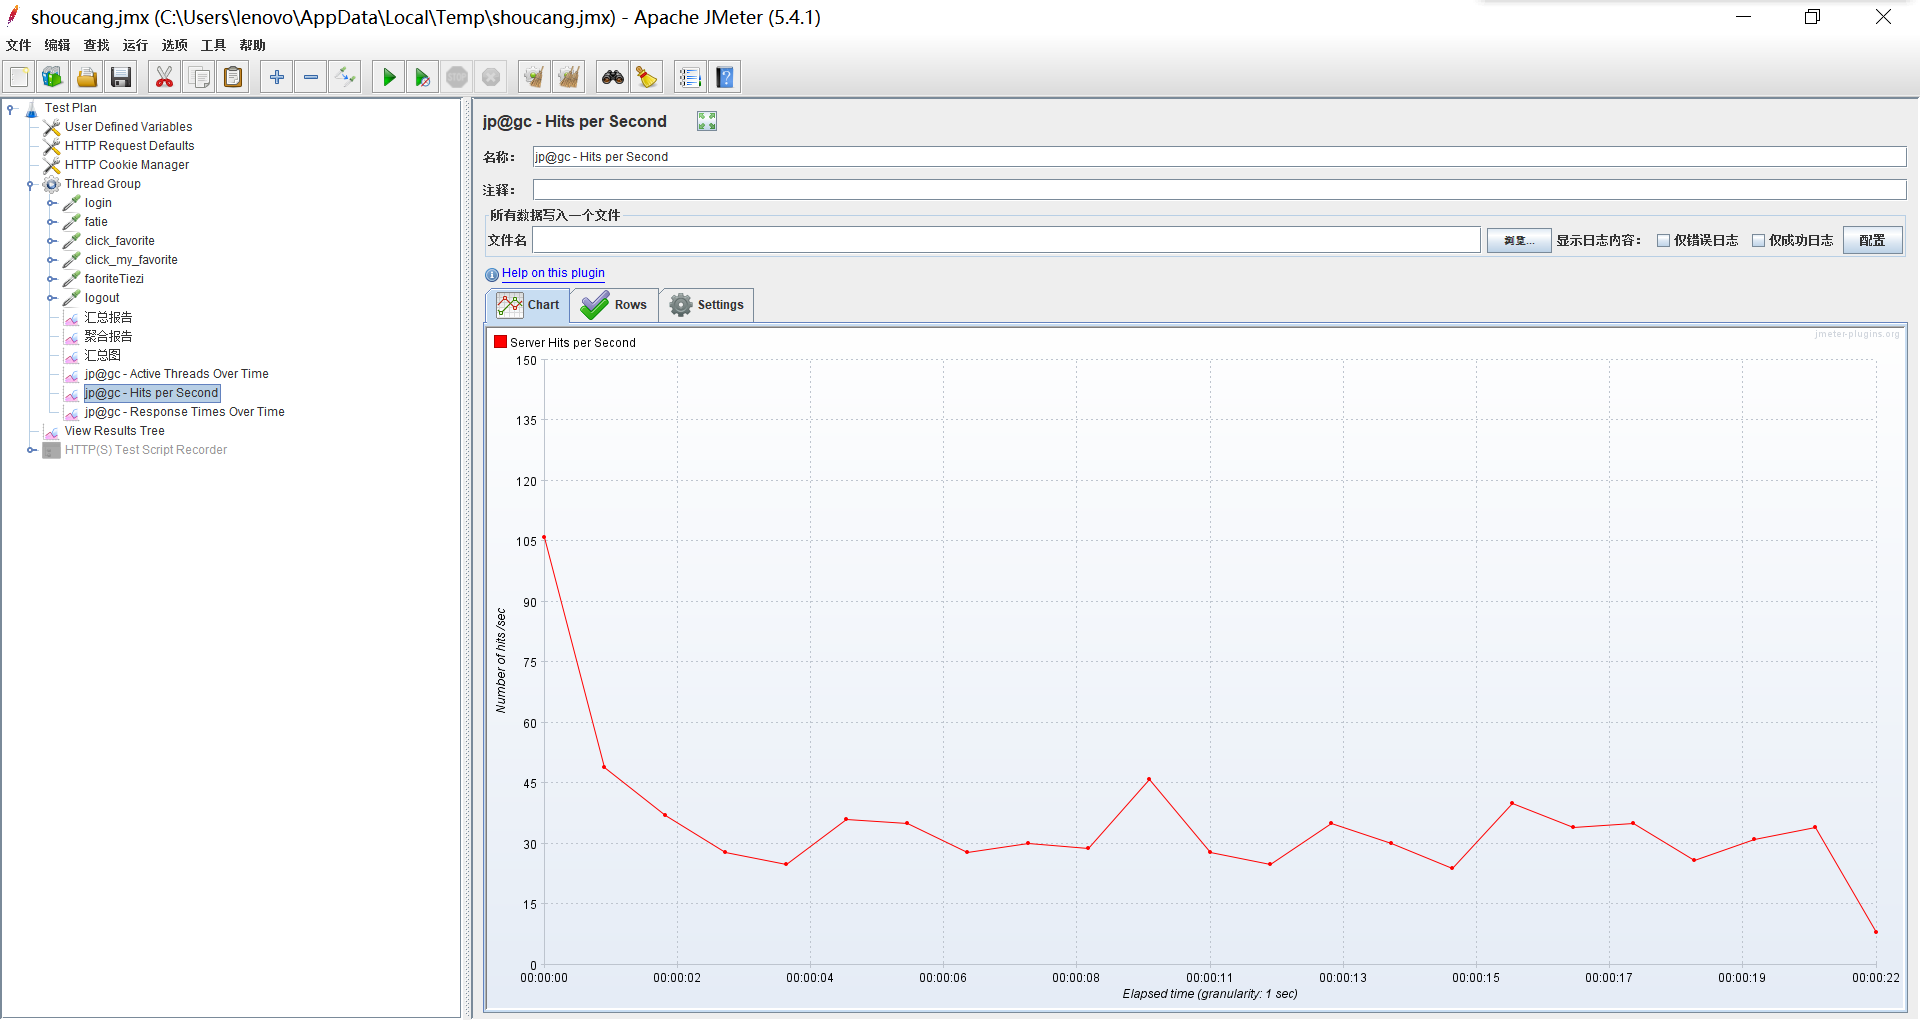 shoucang.jmx (C:\Users\lenovo\AppData\Local\Temp\shoucang.jmx) - Apache JMeter (5.4.1)
文件 编辑 查找 运行 选项 工具 帮助
STOP
Test Plan
User Defined Variables
HTTP Request Defaults
HTTP Cookie Manager
Thread Group
login
fatie
click_favorite
click_my_favorite
faoriteTiezi
logout
汇总报告
聚合报告
汇总图
jp@gc - Active Threads Over Time
jp@gc - Hits per Second
jp@gc - Response Times Over Time
View Results Tree
HTTP(S) Test Script Recorder
jp@gc - Hits per Second
名称： jp@gc - Hits per Second
注释：
所有数据写入一个文件
文件名 浏览... 显示日志内容： 仅错误日志 仅成功日志 配置
Help on this plugin
Chart Rows Settings
Server Hits per Second
jmeter-plugins.org
150
135
120
105
90
75
60
45
30
15
0
Number of hits /sec
00:00:00 00:00:02 00:00:04 00:00:06 00:00:08 00:00:11 00:00:13 00:00:15 00:00:17 00:00:19 00:00:22
Elapsed time (granularity: 1 sec)